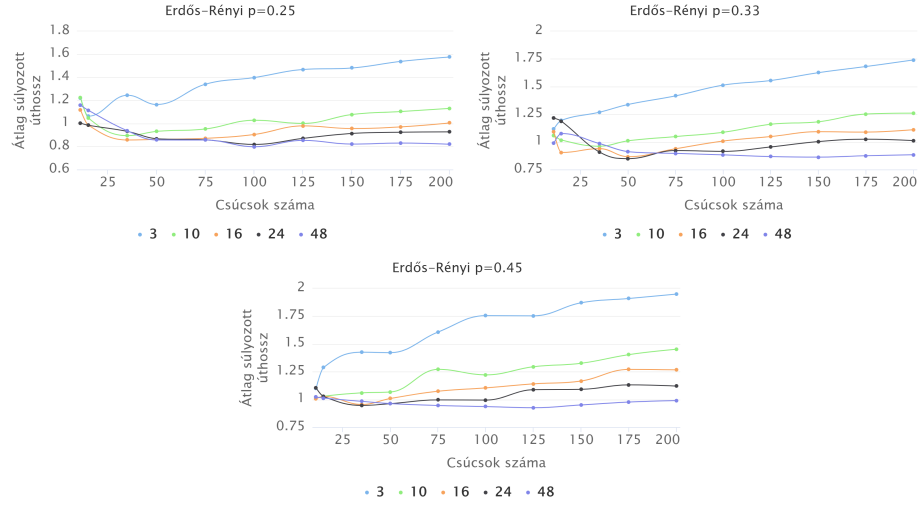 Erdős–Rényi p=0.25
Átlag súlyozott
úthossz
1.8
1.6
1.4
1.2
1
0.8
0.6
25 50 75 100 125 150 175 200
Csúcsok száma
3 10 16 24 48
Erdős–Rényi p=0.33
Átlag súlyozott
úthossz
2
1.75
1.5
1.25
1
0.75
25 50 75 100 125 150 175 200
Csúcsok száma
3 10 16 24 48
Erdős–Rényi p=0.45
Átlag súlyozott
úthossz
2
1.75
1.5
1.25
1
0.75
25 50 75 100 125 150 175 200
Csúcsok száma
3 10 16 24 48